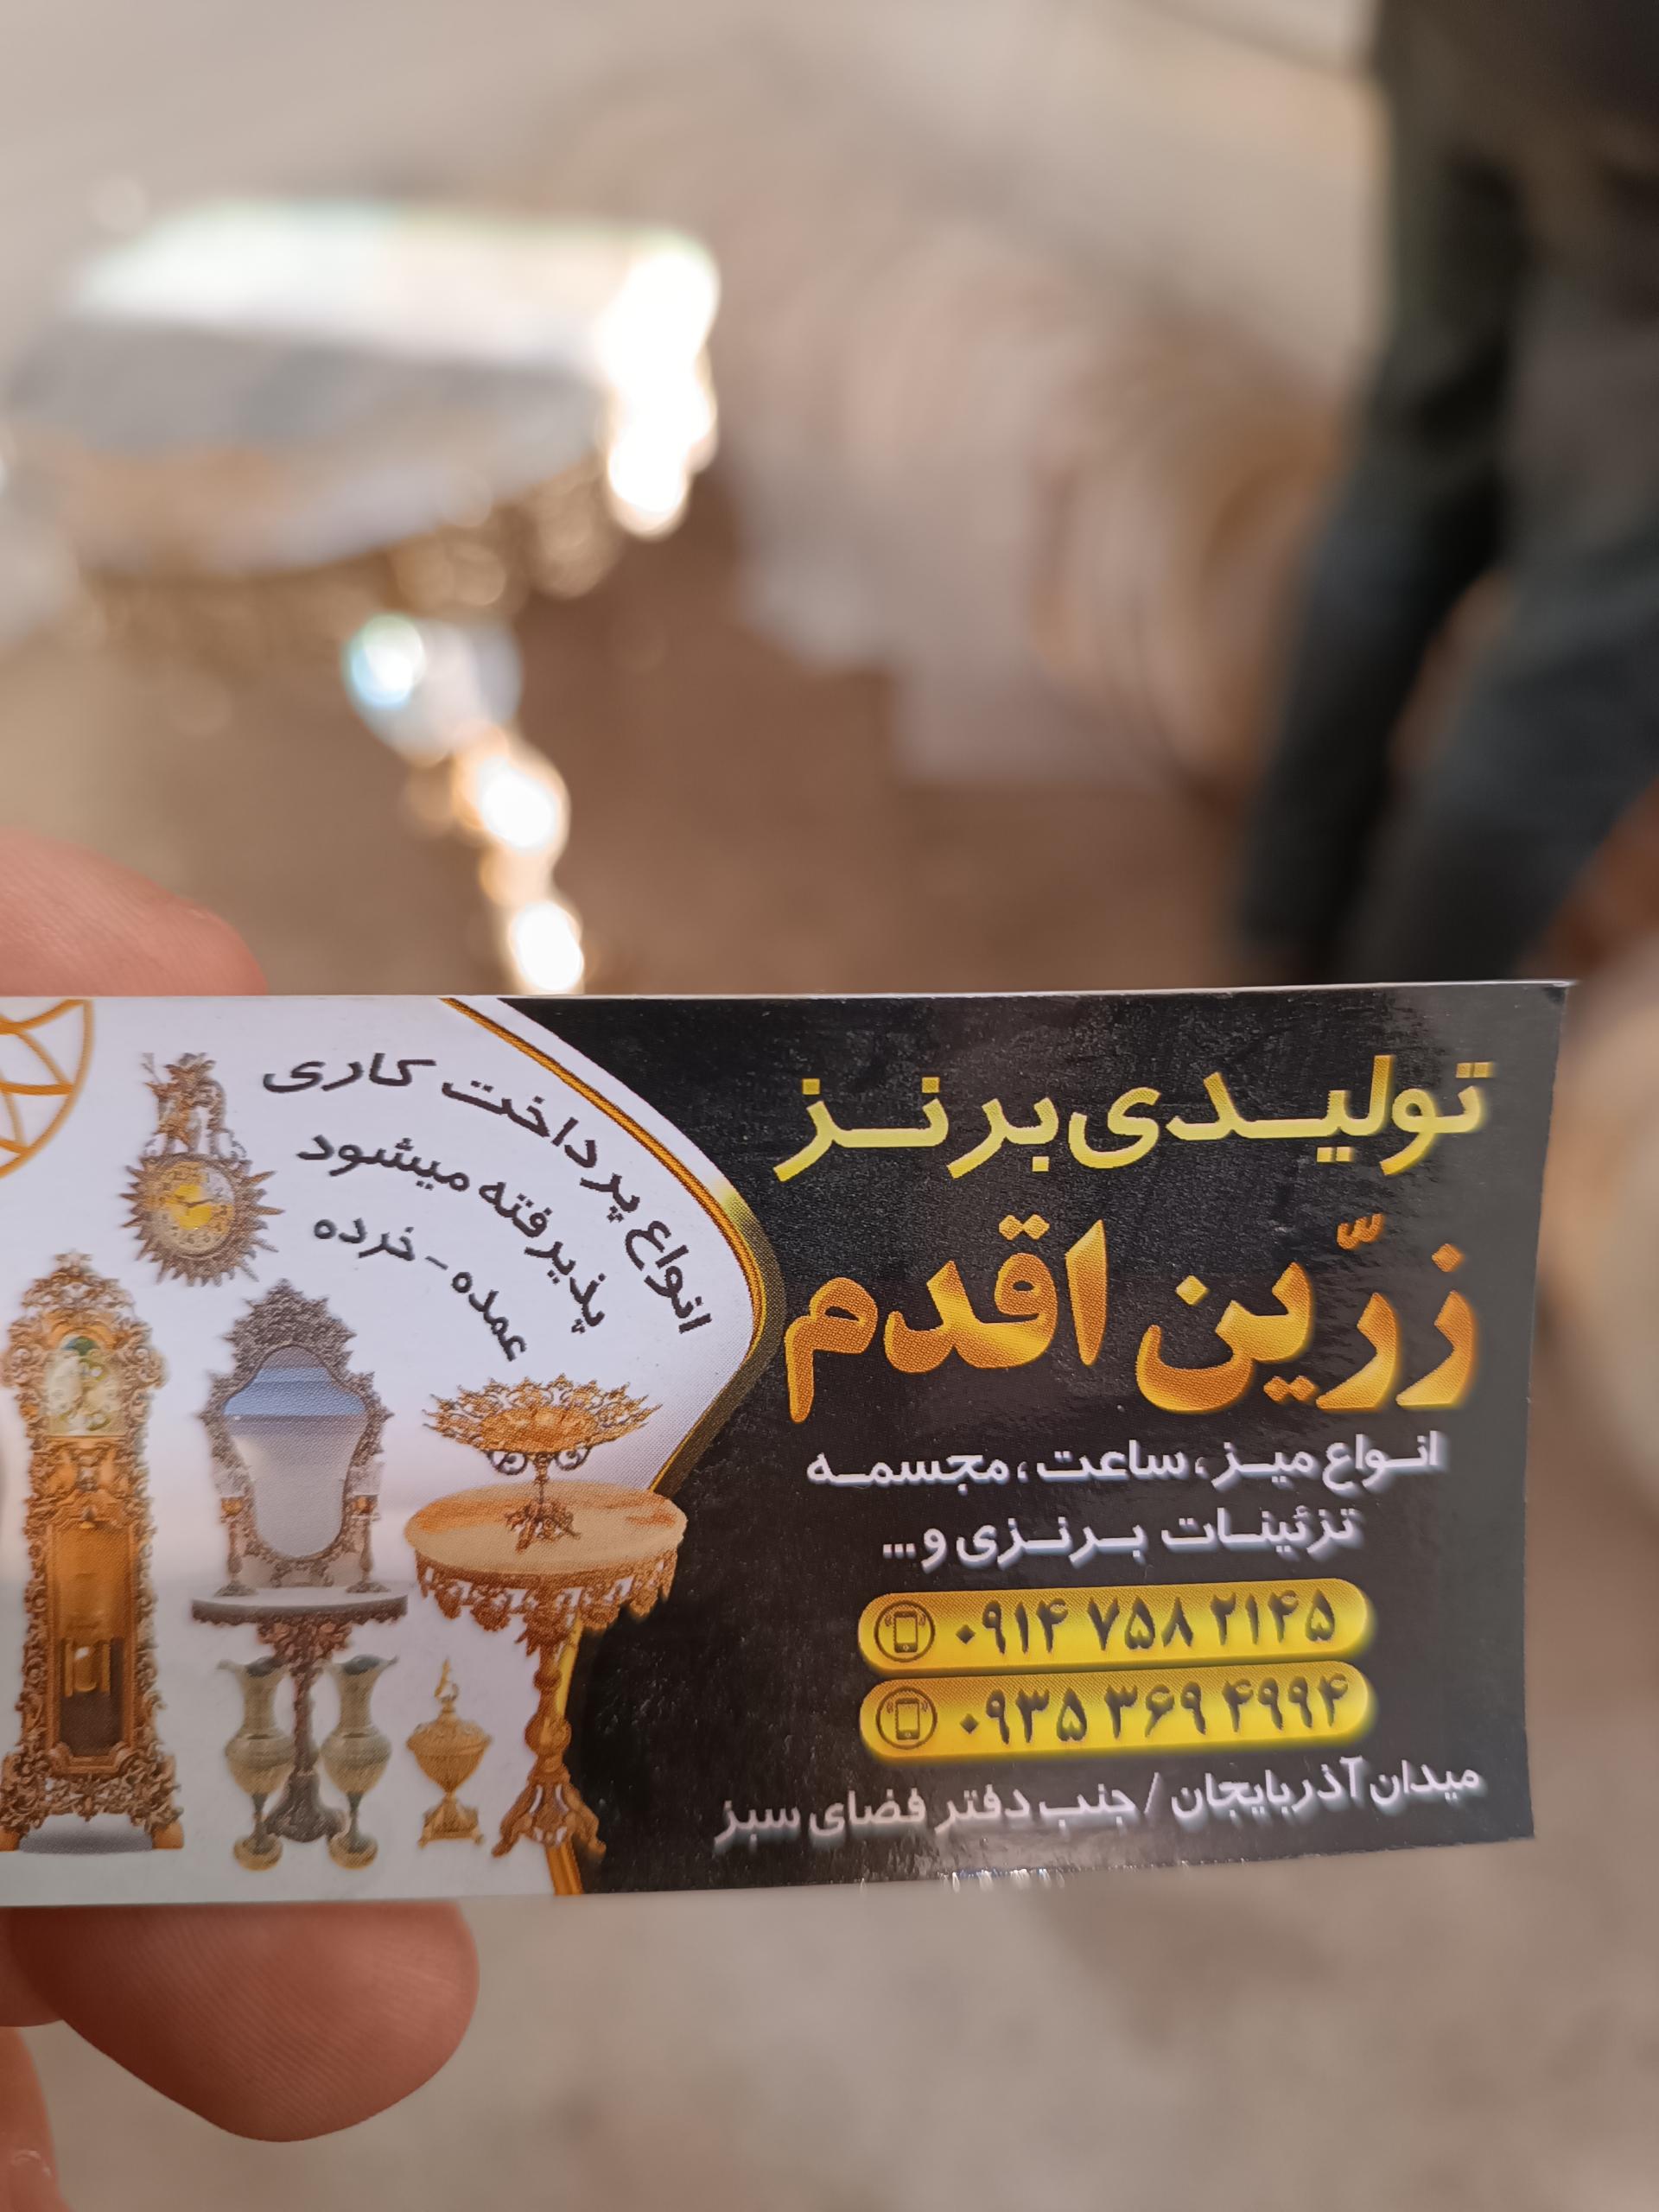 تولیدی برنز
زرّین اقدم
انواع میز، ساعت، مجسمه
تزئینات برنزی و...
۰۹۱۴ ۷۵۸ ۲۱۴۵
۰۹۳۵ ۳۶۹ ۴۹۹۴
میدان آذربایجان / جنب دفتر فضای سبز
انواع پرداخت کاری
پذیرفته میشود
عمده - خرده